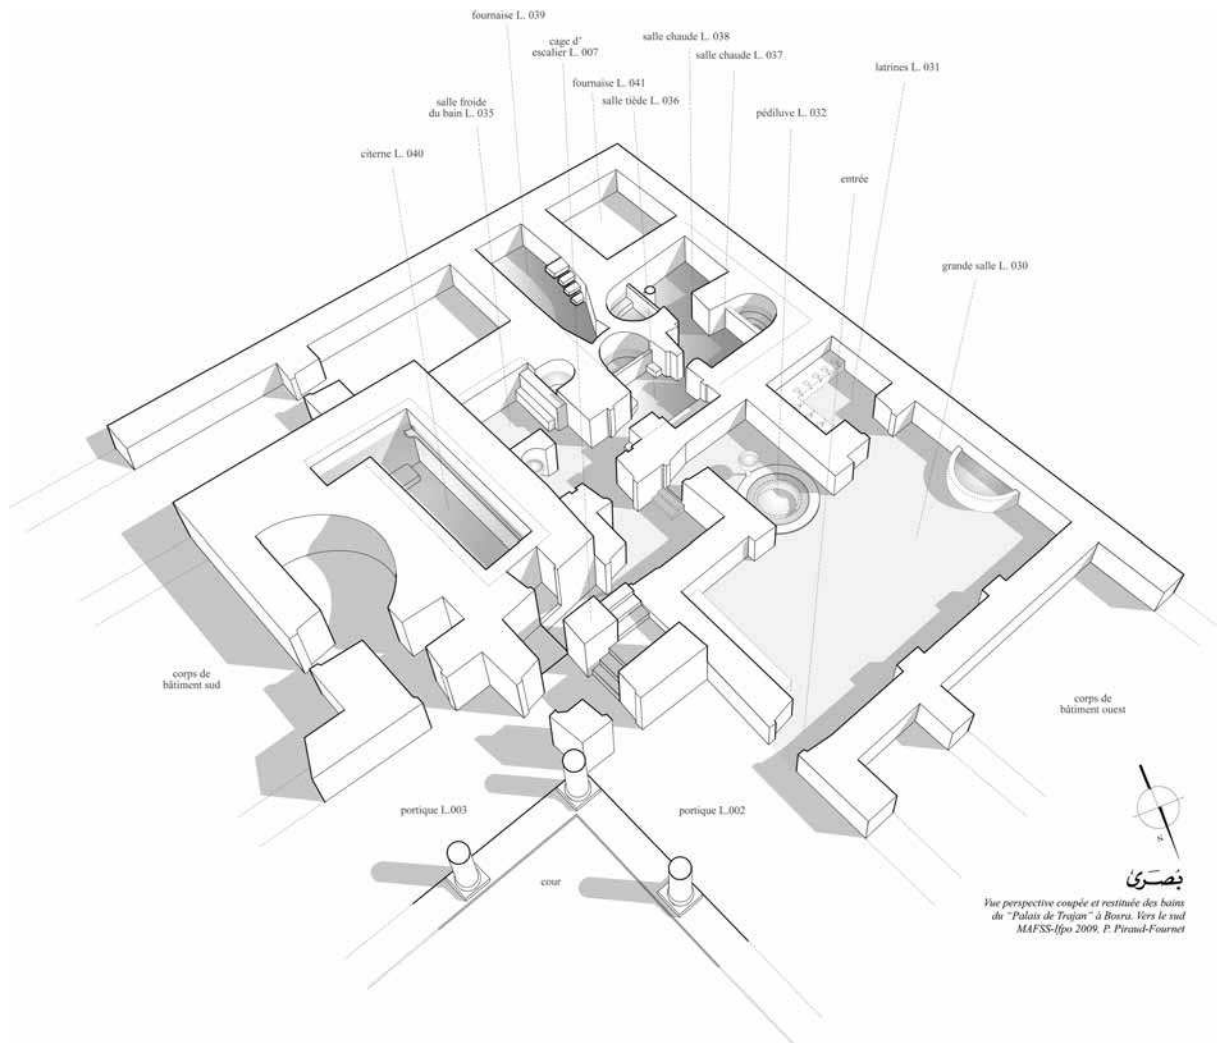 fournaise L. 039
cage d’
escalier L. 007
salle chaude L. 038
salle chaude L. 037
latrines L. 031
fournaise L. 041
salle tiède L. 036
salle froide
du bain L. 035
pédiluve L. 032
citerne L. 040
entrée
grande salle L. 030
corps de
bâtiment sud
corps de
bâtiment ouest
portique L.003
portique L.002
cour
N
بُصـرَىٰ
Vue perspective coupée et restituée des bains
du “Palais de Trajan” à Bosra. Vers le sud
MAFSS-Ifpo 2009, P. Piraud-Fournet